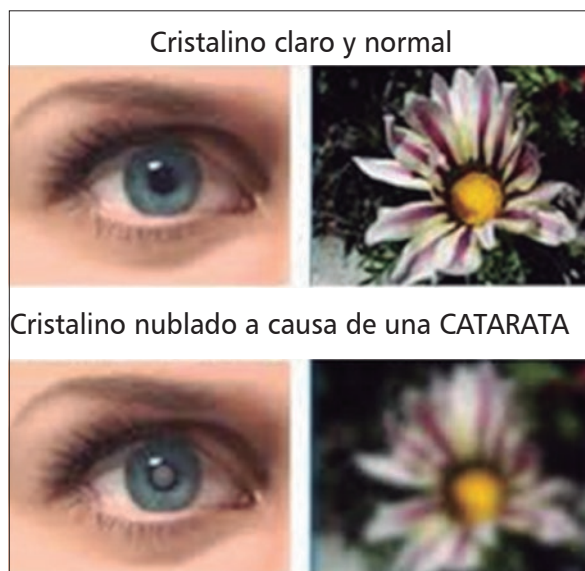 Cristalino claro y normal
Cristalino nublado a causa de una CATARATA